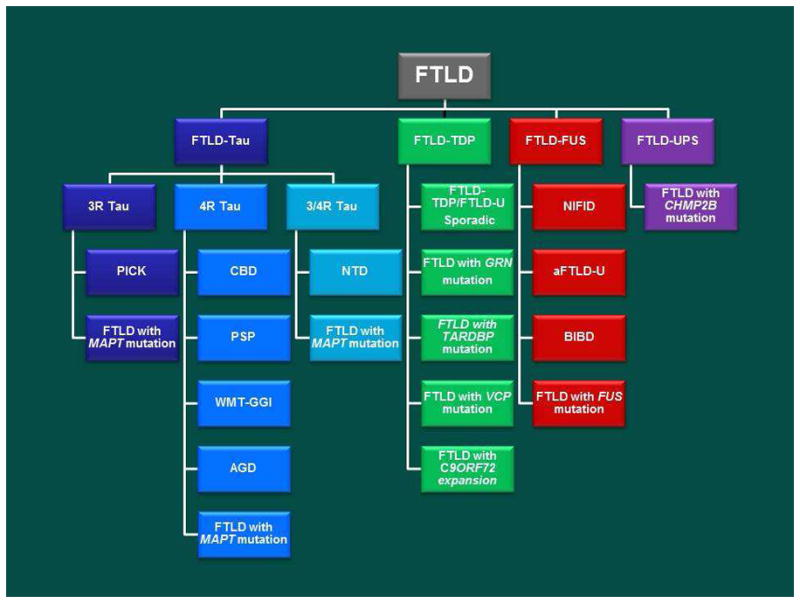 FTLD
FTLD-Tau
FTLD-TDP
FTLD-FUS
FTLD-UPS
3R Tau
4R Tau
3/4R Tau
PICK
FTLD with
MAPT mutation
CBD
PSP
WMT-GGI
AGD
FTLD with
MAPT mutation
NTD
FTLD with
MAPT mutation
FTLD-
TDP/FTLD-U
Sporadic
FTLD with GRN
mutation
FTLD with
TARDBP
mutation
FTLD with VCP
mutation
FTLD with
C9ORF72
expansion
NIFID
aFTLD-U
BIBD
FTLD with FUS
mutation
FTLD with
CHMP2B
mutation